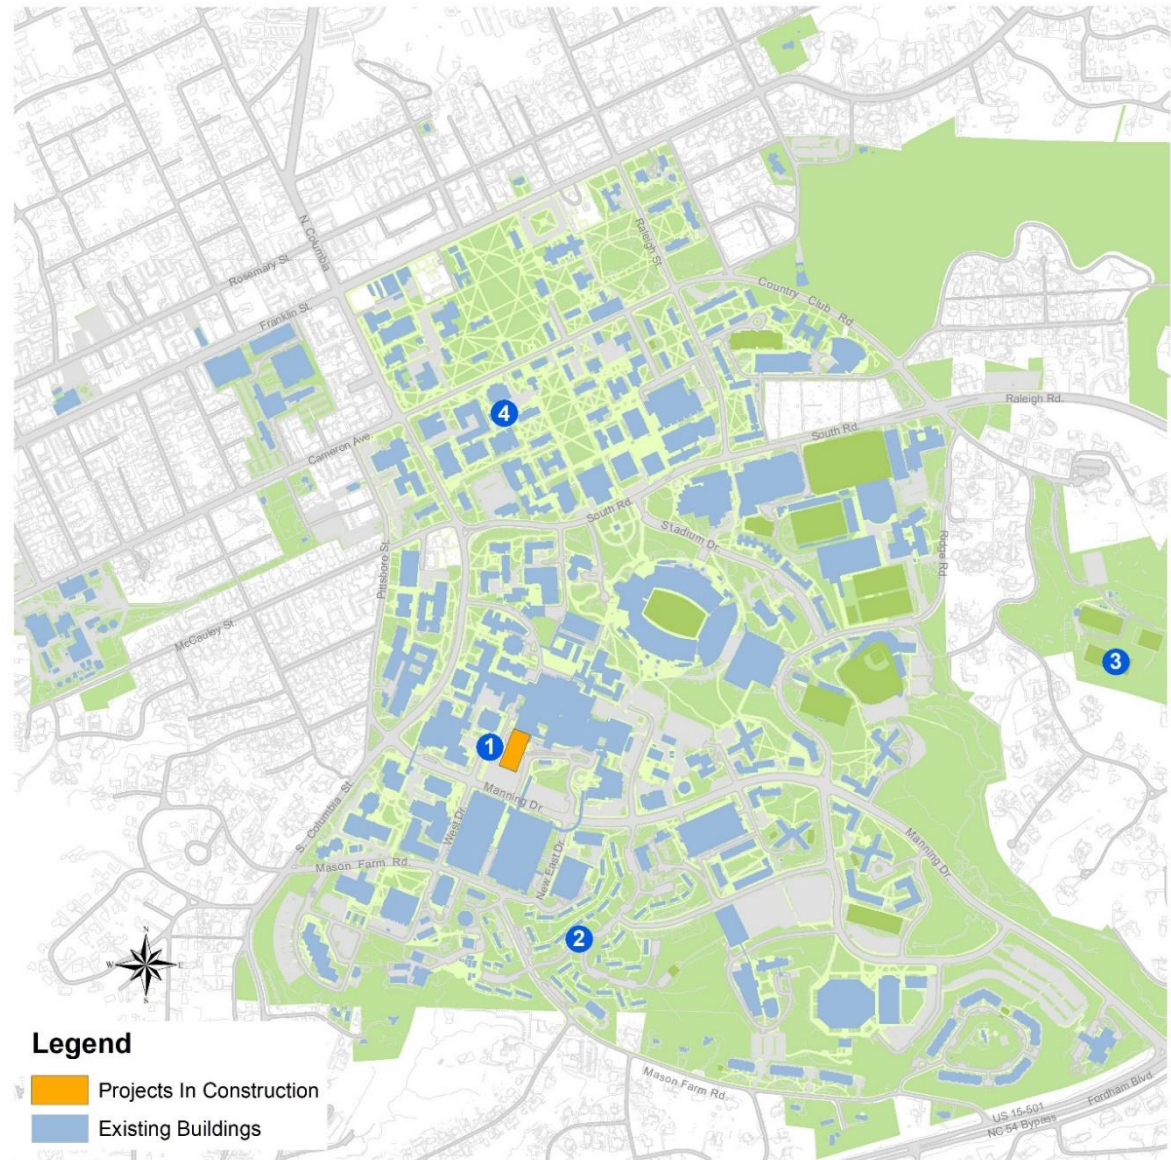 N. Columbia
Rosemary St.
Franklin St.
Raleigh St.
Country Club Rd.
Raleigh Rd.
South Rd.
Cameron Ave.
4
South Rd.
Stadium Dr.
Ridge Rd.
Pittsboro St.
McCauley St.
3
1
Manning Dr.
S. Columbia St.
West Dr.
Manning Dr.
Mason Farm Rd.
New East Dr.
2
N
W
E
S
Legend
Projects In Construction
Existing Buildings
Mason Farm Rd.
Fordham Blvd.
US 15-501
NC 54 Bypass